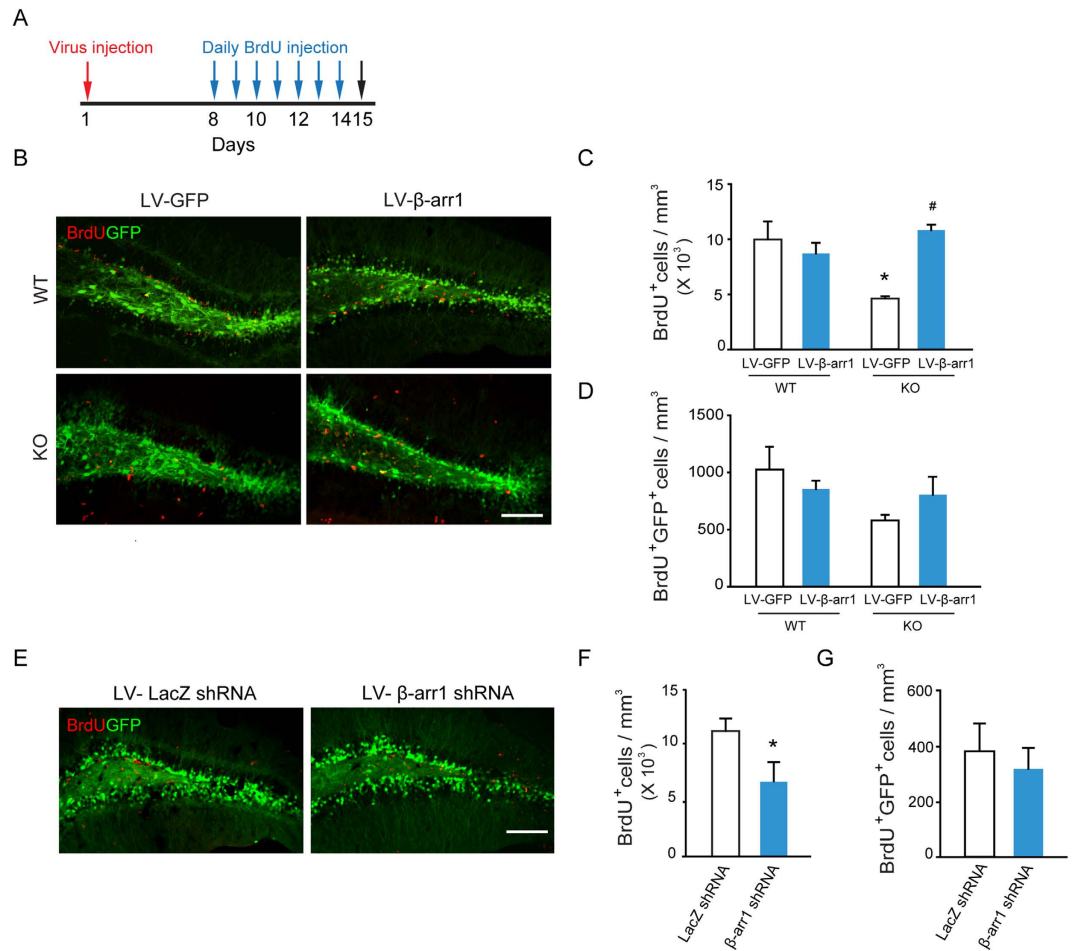 A
Virus injection Daily BrdU injection
1 8 10 12 14 15
Days
B
LV-GFP LV-β-arr1
BrdUGFP
WT
KO
C
BrdU⁺cells / mm³
(X 10³)
15
10
5
0
*
#
LV-GFP LV-β-arr1 LV-GFP LV-β-arr1
WT KO
D
BrdU⁺GFP⁺cells / mm³
1500
1000
500
0
LV-GFP LV-β-arr1 LV-GFP LV-β-arr1
WT KO
E
LV- LacZ shRNA LV- β-arr1 shRNA
BrdUGFP
F
BrdU⁺cells / mm³
(X 10³)
15
10
5
0
*
LacZ shRNA
β-arr1 shRNA
G
BrdU⁺GFP⁺cells / mm³
600
400
200
0
LacZ shRNA
β-arr1 shRNA